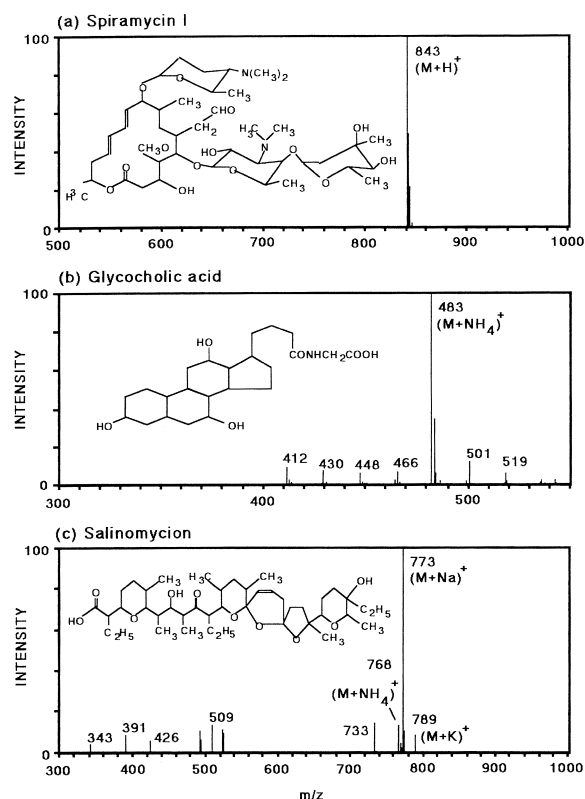 (a) Spiramycin I
100
INTENSITY
0
843
(M+H)+
O
O
N(CH3)2
CH3
O
CH3
CHO
CH2
H3C
CH3
N
OH
CH3O
CH3
HO
O
O
CH3
OH
O
CH3
O
O
OH
O
CH3
O
CH3
H3C
500 600 700 800 900 1000
(b) Glycocholic acid
100
INTENSITY
0
483
(M+NH4)+
HO
CONHCH2COOH
HO
OH
412
430
448
466
501
519
300 400 500
(c) Salinomycion
100
INTENSITY
0
773
(M+Na)+
H3C
CH3
OH
CH3
OH
O
C2H5
O
HO
O
O
O
O
O
CH3
CH3
C2H5
CH3
CH3
C2H5
O
768
(M+NH4)+
789
(M+K)+
733
509
343
391
426
300 400 500 600 700 800 900 1000
m/z